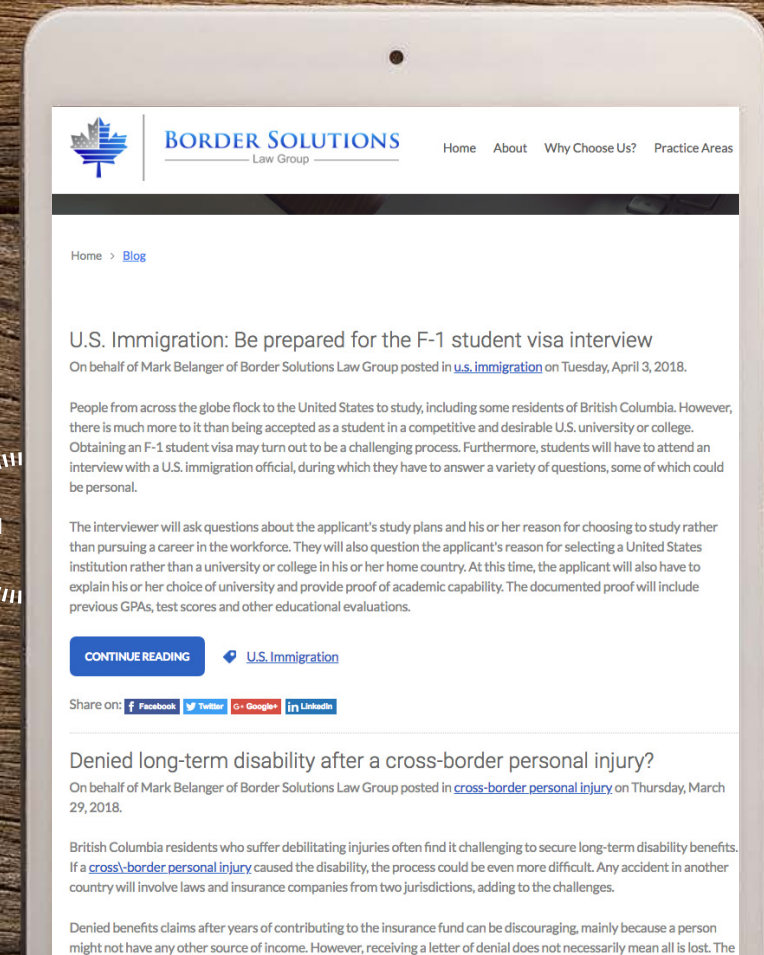 BORDER SOLUTIONS
Law Group
Home About Why Choose Us? Practice Areas
Home > Blog
U.S. Immigration: Be prepared for the F-1 student visa interview
On behalf of Mark Belanger of Border Solutions Law Group posted in u.s. immigration on Tuesday, April 3, 2018.
People from across the globe flock to the United States to study, including some residents of British Columbia. However,
there is much more to it than being accepted as a student in a competitive and desirable U.S. university or college.
Obtaining an F-1 student visa may turn out to be a challenging process. Furthermore, students will have to attend an
interview with a U.S. immigration official, during which they have to answer a variety of questions, some of which could
be personal.
The interviewer will ask questions about the applicant's study plans and his or her reason for choosing to study rather
than pursuing a career in the workforce. They will also question the applicant's reason for selecting a United States
institution rather than a university or college in his or her home country. At this time, the applicant will also have to
explain his or her choice of university and provide proof of academic capability. The documented proof will include
previous GPAs, test scores and other educational evaluations.
CONTINUE READING U.S. Immigration
Share on: f Facebook Twitter G+ Google+ in LinkedIn
Denied long-term disability after a cross-border personal injury?
On behalf of Mark Belanger of Border Solutions Law Group posted in cross-border personal injury on Thursday, March
29, 2018.
British Columbia residents who suffer debilitating injuries often find it challenging to secure long-term disability benefits.
If a cross\-border personal injury caused the disability, the process could be even more difficult. Any accident in another
country will involve laws and insurance companies from two jurisdictions, adding to the challenges.
Denied benefits claims after years of contributing to the insurance fund can be discouraging, mainly because a person
might not have any other source of income. However, receiving a letter of denial does not necessarily mean all is lost. The